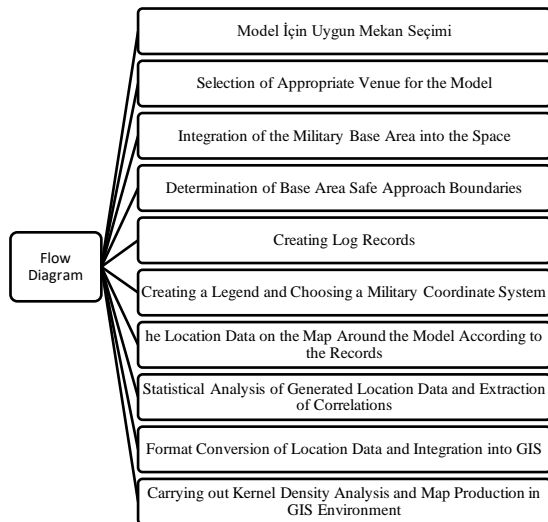 Model İçin Uygun Mekan Seçimi
Selection of Appropriate Venue for the Model
Integration of the Military Base Area into the Space
Determination of Base Area Safe Approach Boundaries
Flow
Diagram
Creating Log Records
Creating a Legend and Choosing a Military Coordinate System
he Location Data on the Map Around the Model According to
the Records
Statistical Analysis of Generated Location Data and Extraction
of Correlations
Format Conversion of Location Data and Integration into GIS
Carrying out Kernel Density Analysis and Map Production in
GIS Environment